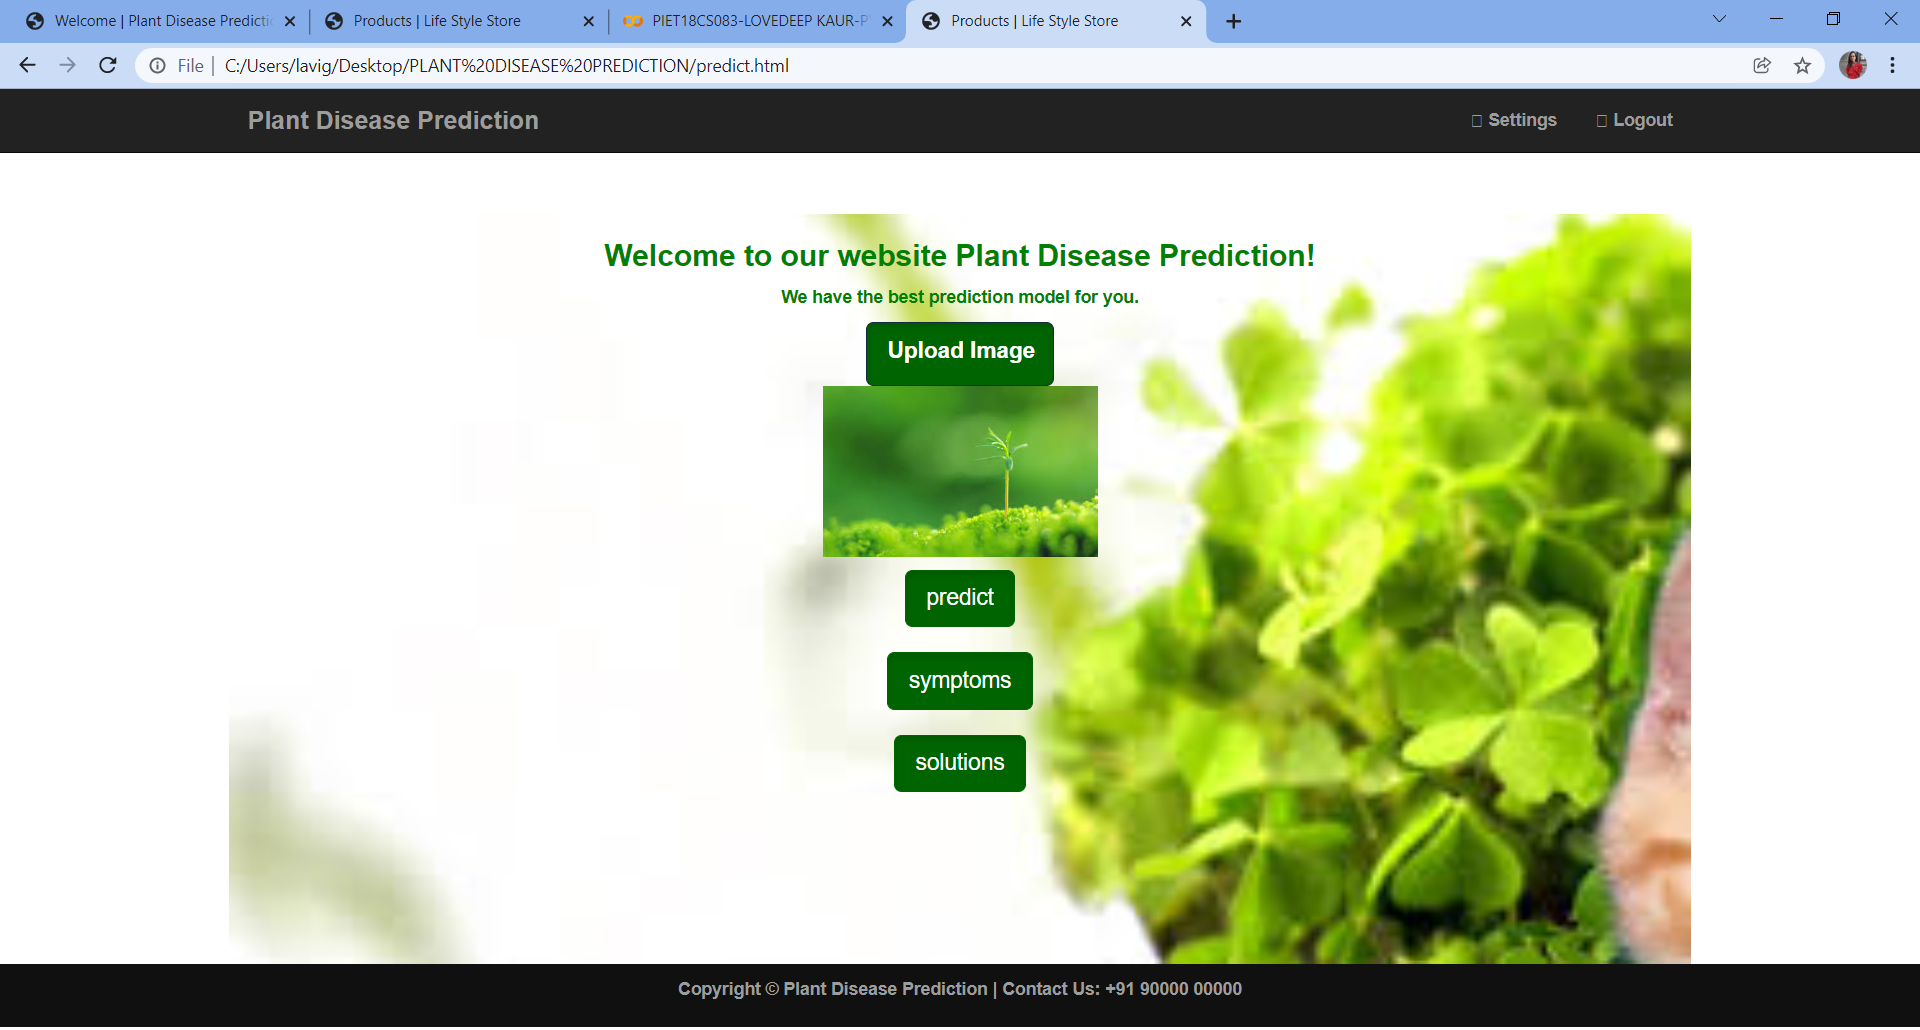 Welcome | Plant Disease Predictio
Products | Life Style Store
PIET18CS083-LOVEDEEP KAUR-P
Products | Life Style Store
File | C:/Users/lavig/Desktop/PLANT%20DISEASE%20PREDICTION/predict.html
Plant Disease Prediction
Settings
Logout
Welcome to our website Plant Disease Prediction!
We have the best prediction model for you.
Upload Image
predict
symptoms
solutions
Copyright © Plant Disease Prediction | Contact Us: +91 90000 00000